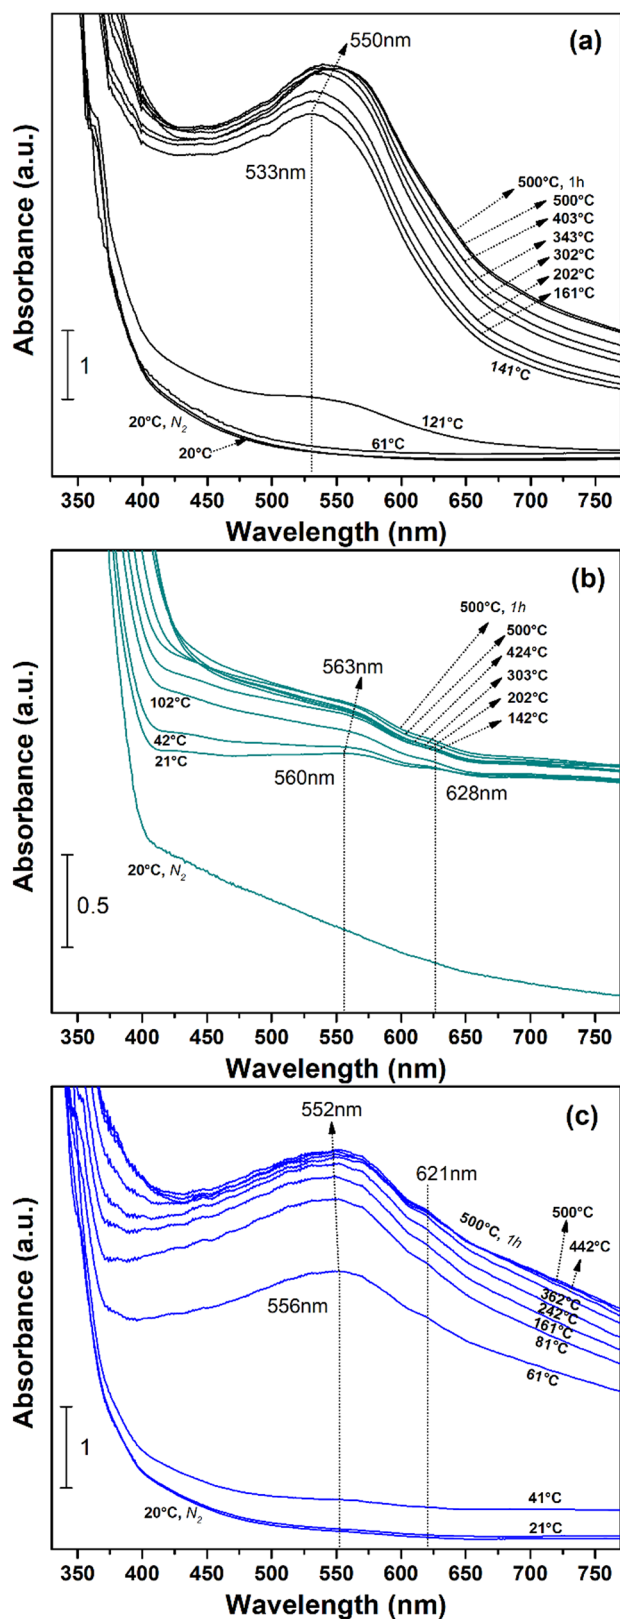 (a)
550nm
533nm
500°C, 1h
500°C
403°C
343°C
302°C
202°C
161°C
141°C
121°C
61°C
20°C, N2
20°C
1
Absorbance (a.u.)
350 400 450 500 550 600 650 700 750
Wavelength (nm)
(b)
500°C, 1h
500°C
424°C
303°C
202°C
142°C
563nm
102°C
42°C
21°C
560nm
628nm
20°C, N2
0.5
Absorbance (a.u.)
350 400 450 500 550 600 650 700 750
Wavelength (nm)
(c)
552nm
621nm
500°C, 1h
500°C
442°C
362°C
242°C
161°C
81°C
61°C
556nm
41°C
21°C
20°C, N2
1
Absorbance (a.u.)
350 400 450 500 550 600 650 700 750
Wavelength (nm)